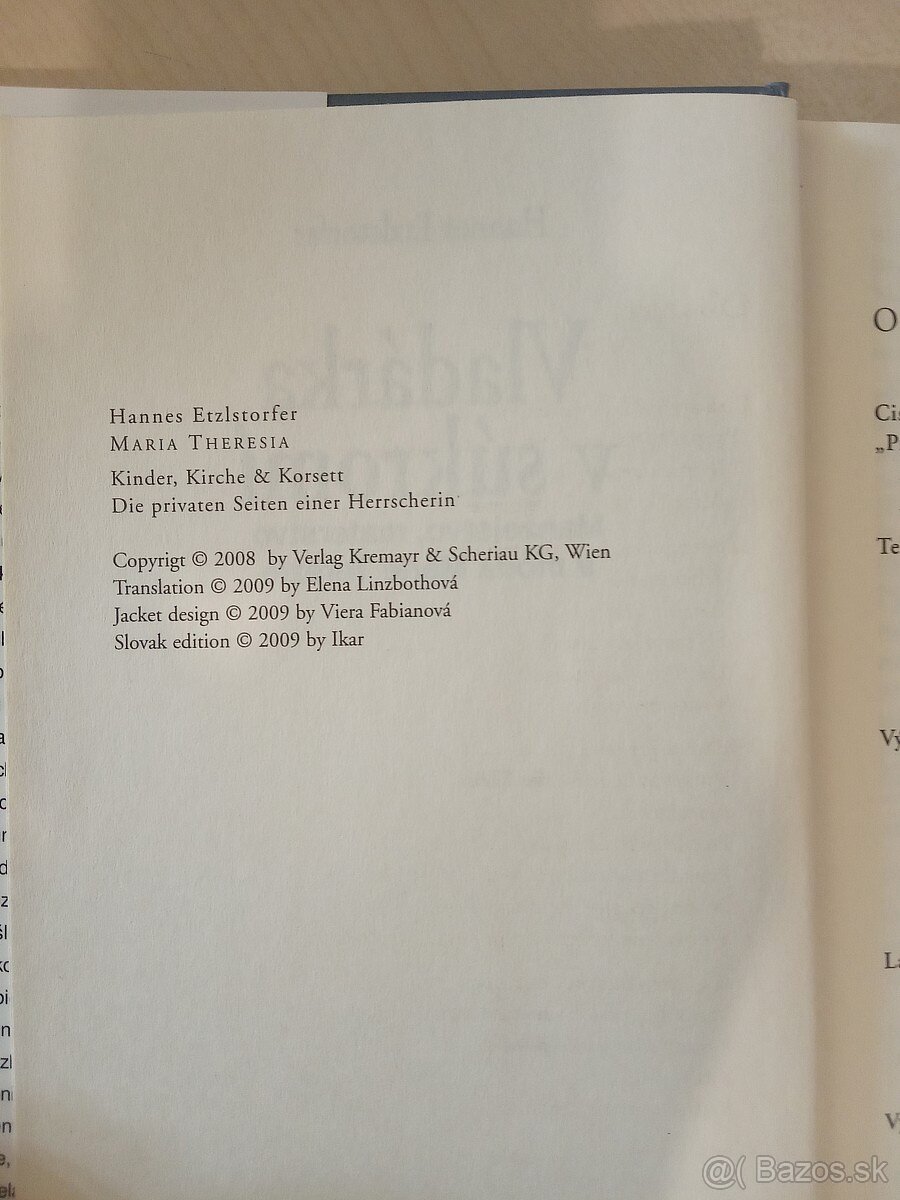 Hannes Etzlstorfer
MARIA THERESIA
Kinder, Kirche & Korsett
Die privaten Seiten einer Herrscherin
Copyrigt © 2008 by Verlag Kremayr & Scheriau KG, Wien
Translation © 2009 by Elena Linzbothová
Jacket design © 2009 by Viera Fabianová
Slovak edition © 2009 by Ikar
Vladárka
@( Bazos.sk